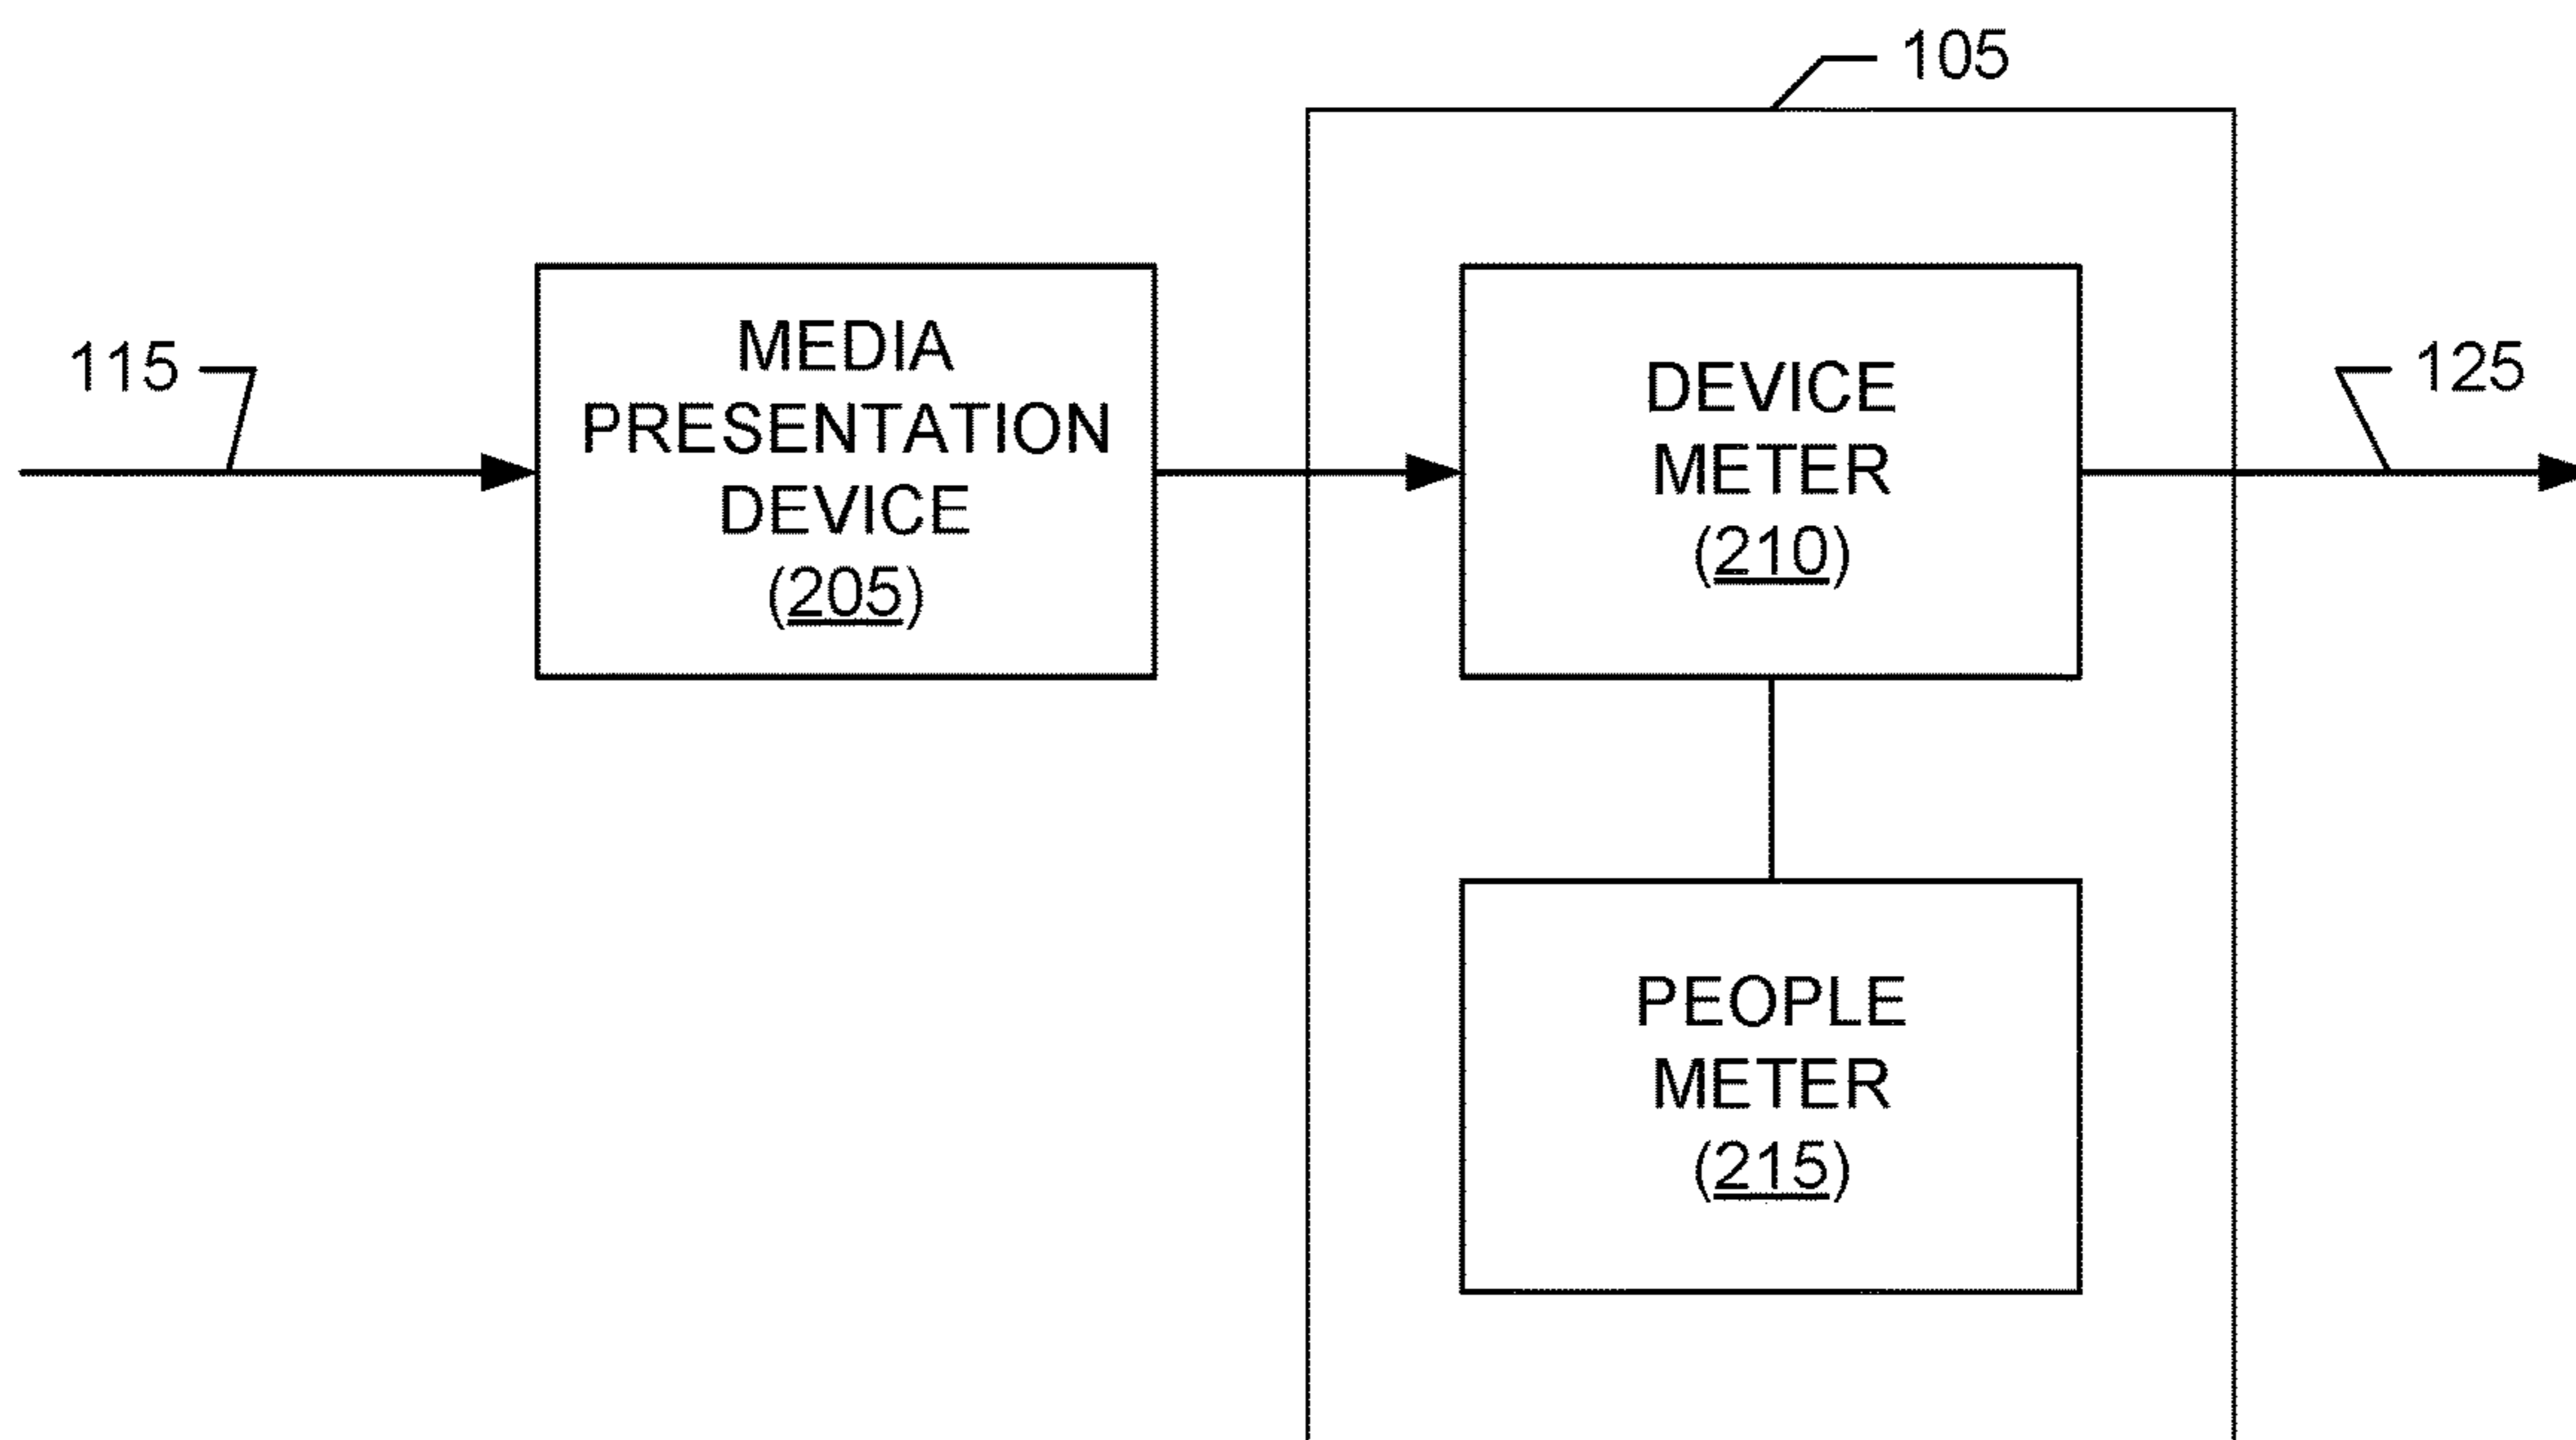 105
115
MEDIA
PRESENTATION
DEVICE
(205)
DEVICE
METER
(210)
125
PEOPLE
METER
(215)